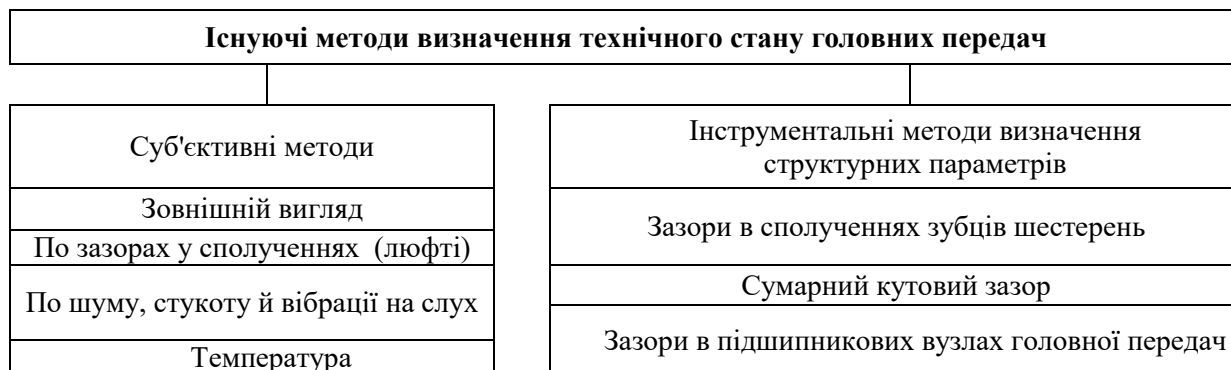 Існуючі методи визначення технічного стану головних передач
Суб'єктивні методи
Зовнішній вигляд
По зазорах у сполученнях (люфті)
По шуму, стукоту й вібрації на слух
Температура
Інструментальні методи визначення
структурних параметрів
Зазори в сполученнях зубців шестерень
Сумарний кутовий зазор
Зазори в підшипникових вузлах головної передач